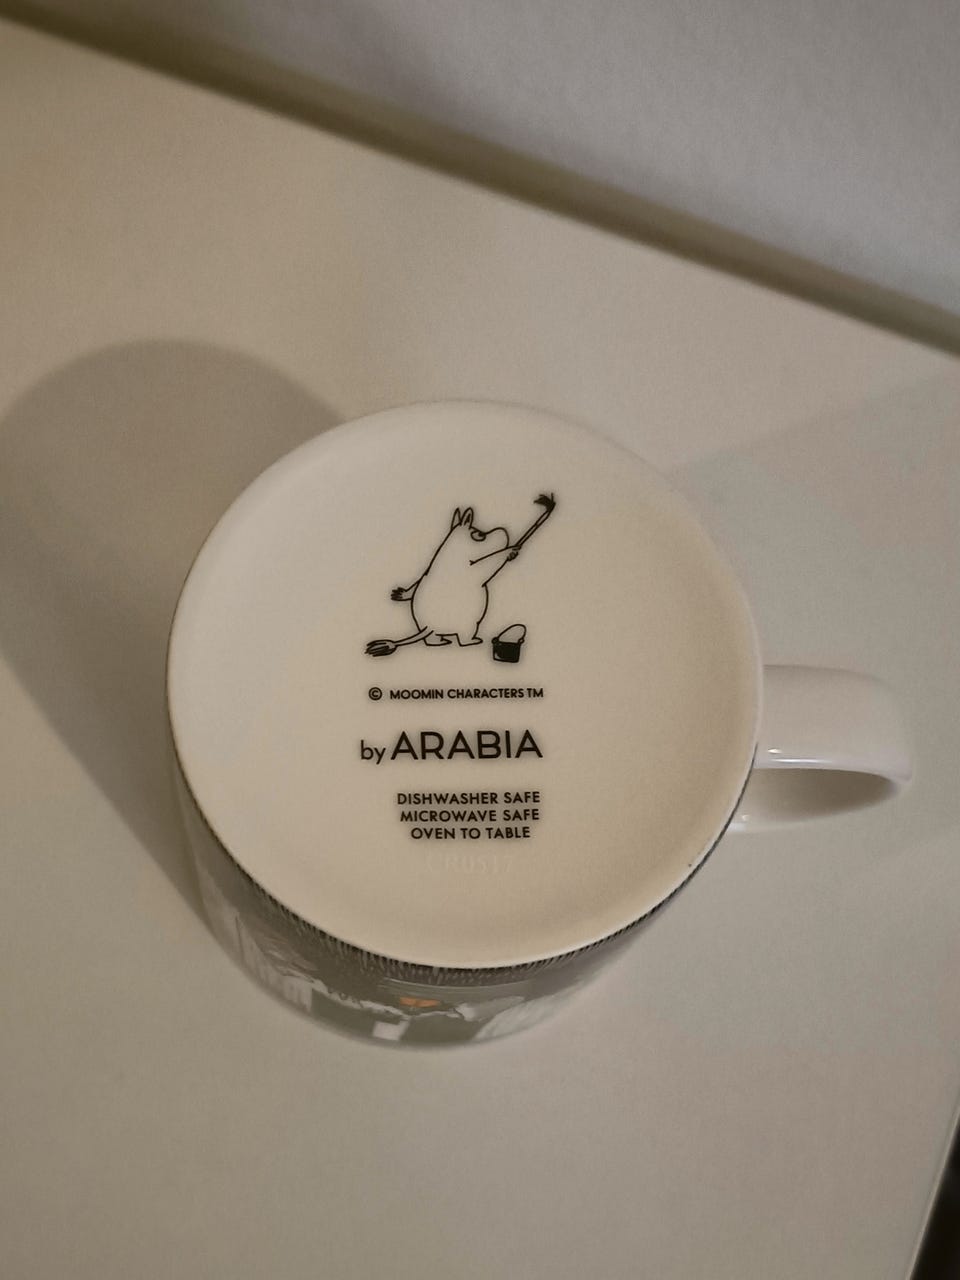 © MOOMIN CHARACTERS TM
by ARABIA
DISHWASHER SAFE
MICROWAVE SAFE
OVEN TO TABLE